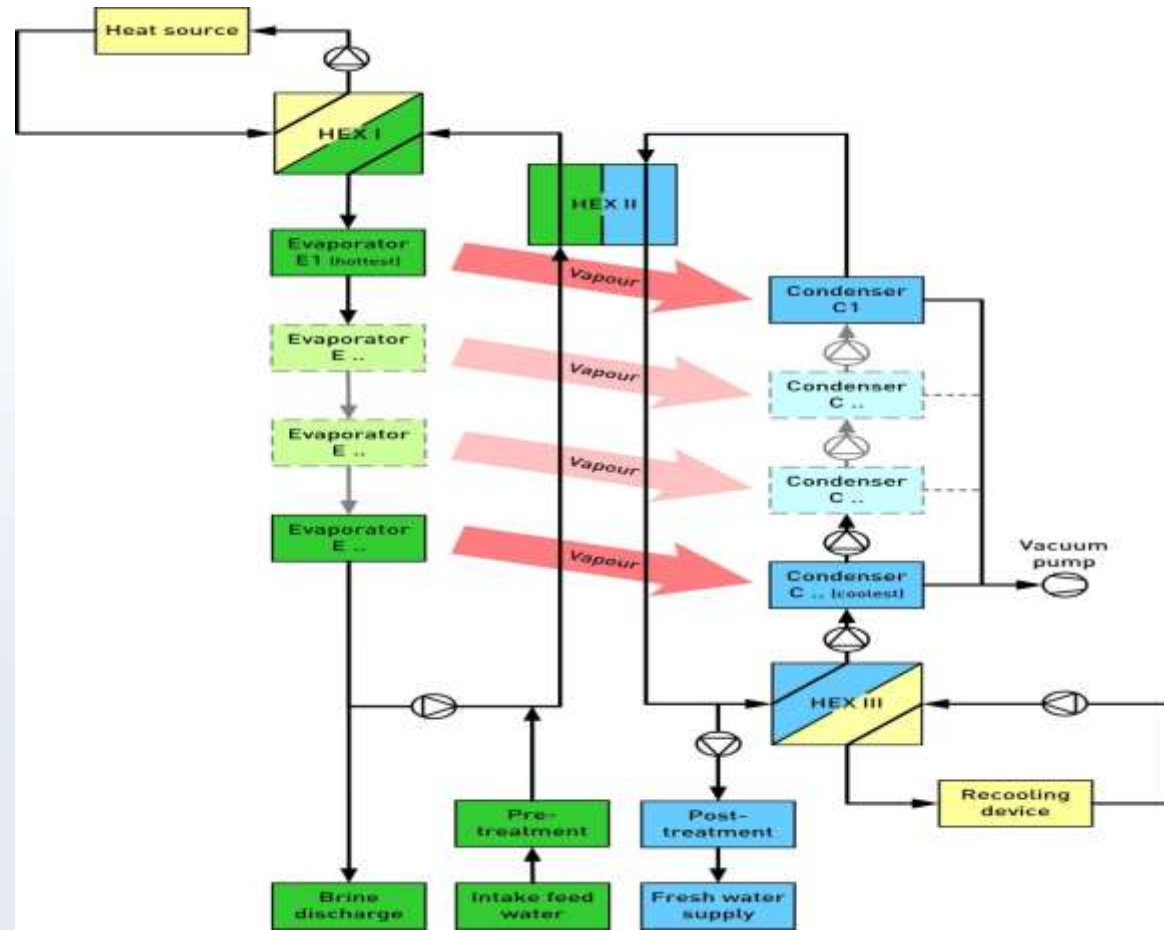 Heat source
HEX I
HEX II
Evaporator
E1 (hottest)
Vapour
Condenser
C1
Evaporator
E ..
Vapour
Condenser
C ..
Evaporator
E ..
Vapour
Condenser
C ..
Evaporator
E ..
Vapour
Condenser
C .. (coolest)
Vacuum
pump
HEX III
Pre-
treatment
Post-
treatment
Recooling
device
Brine
discharge
Intake feed
water
Fresh water
supply